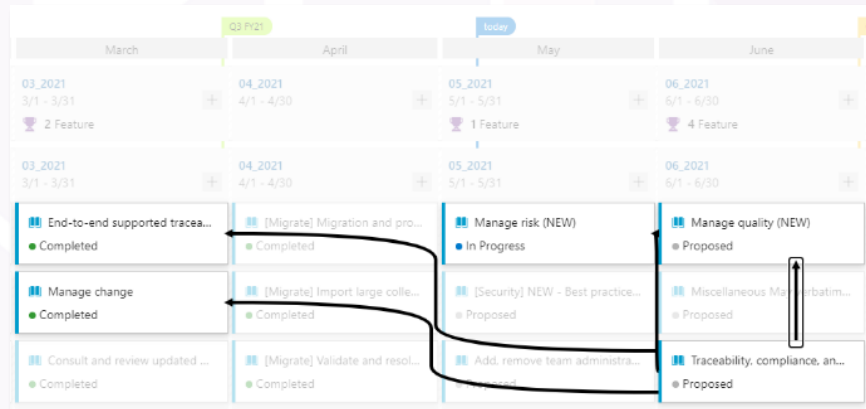 Q3 FY21
today
March
April
May
June
03_2021
04_2021
05_2021
06_2021
3/1 - 3/31
4/1 - 4/30
5/1 - 5/31
6/1 - 6/30
2 Feature
1 Feature
4 Feature
03_2021
04_2021
05_2021
06_2021
3/1 - 3/31
4/1 - 4/30
5/1 - 5/31
6/1 - 6/30
End-to-end supported tracea...
[Migrate] Migration and pro...
Manage risk (NEW)
Manage quality (NEW)
Completed
Completed
In Progress
Proposed
Manage change
[Migrate] Import large colle...
[Security] NEW - Best practice...
Miscellaneous
Completed
Completed
Proposed
Proposed
Consult and review updated ...
[Migrate] Validate and resol...
Add, remove team administra...
Traceability, compliance, an...
Completed
Completed
Proposed
Proposed